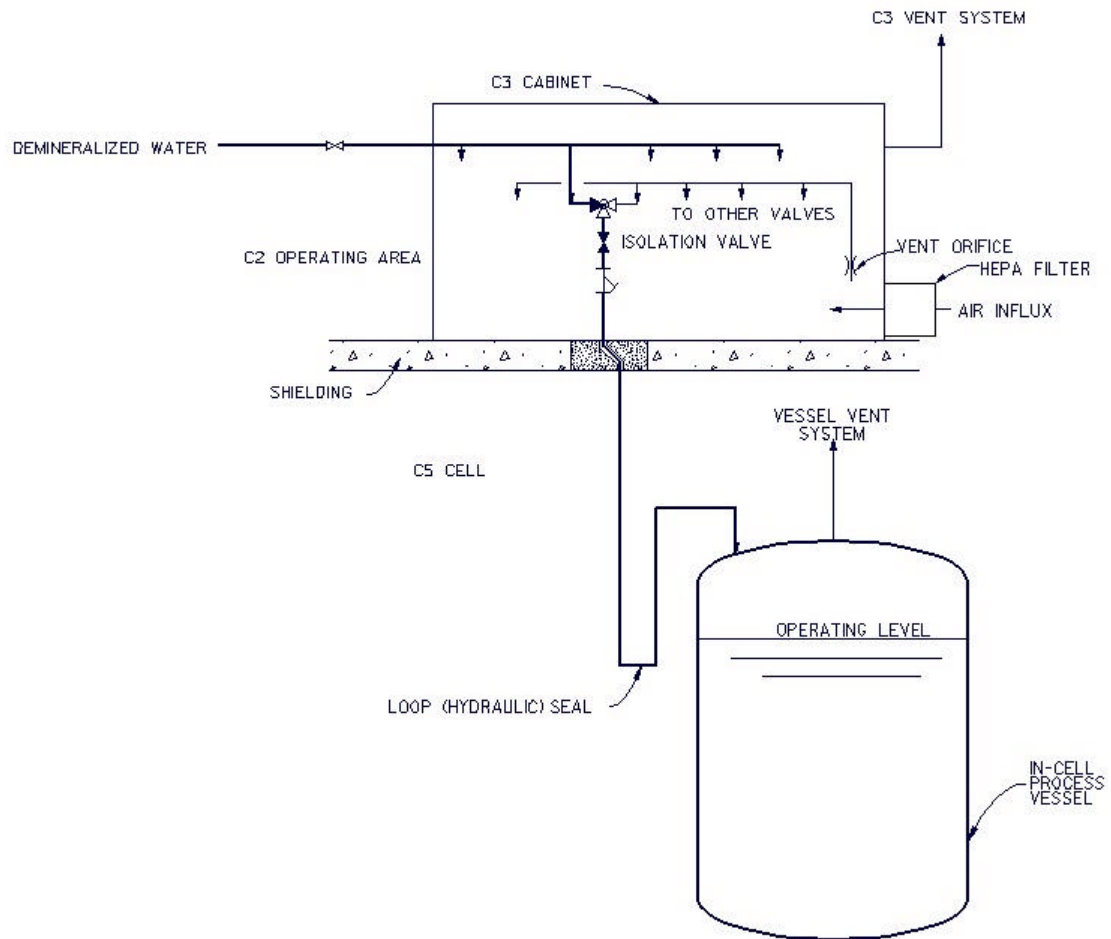 C3 VENT SYSTEM
C3 CABINET
DEMINERALIZED WATER
TO OTHER VALVES
ISOLATION VALVE
C2 OPERATING AREA
VENT ORIFICE
HEPA FILTER
AIR INFLUX
SHIELDING
VESSEL VENT
SYSTEM
C5 CELL
OPERATING LEVEL
LOOP (HYDRAULIC) SEAL
IN-CELL
PROCESS
VESSEL